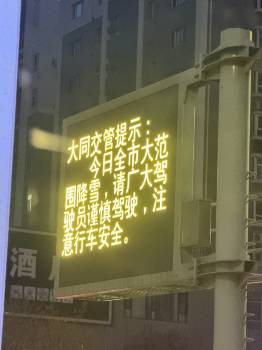 大同交管提示：
今日全市大范
围降雪，请广大驾
驶员谨慎驾驶，注
意行车安全。
酒